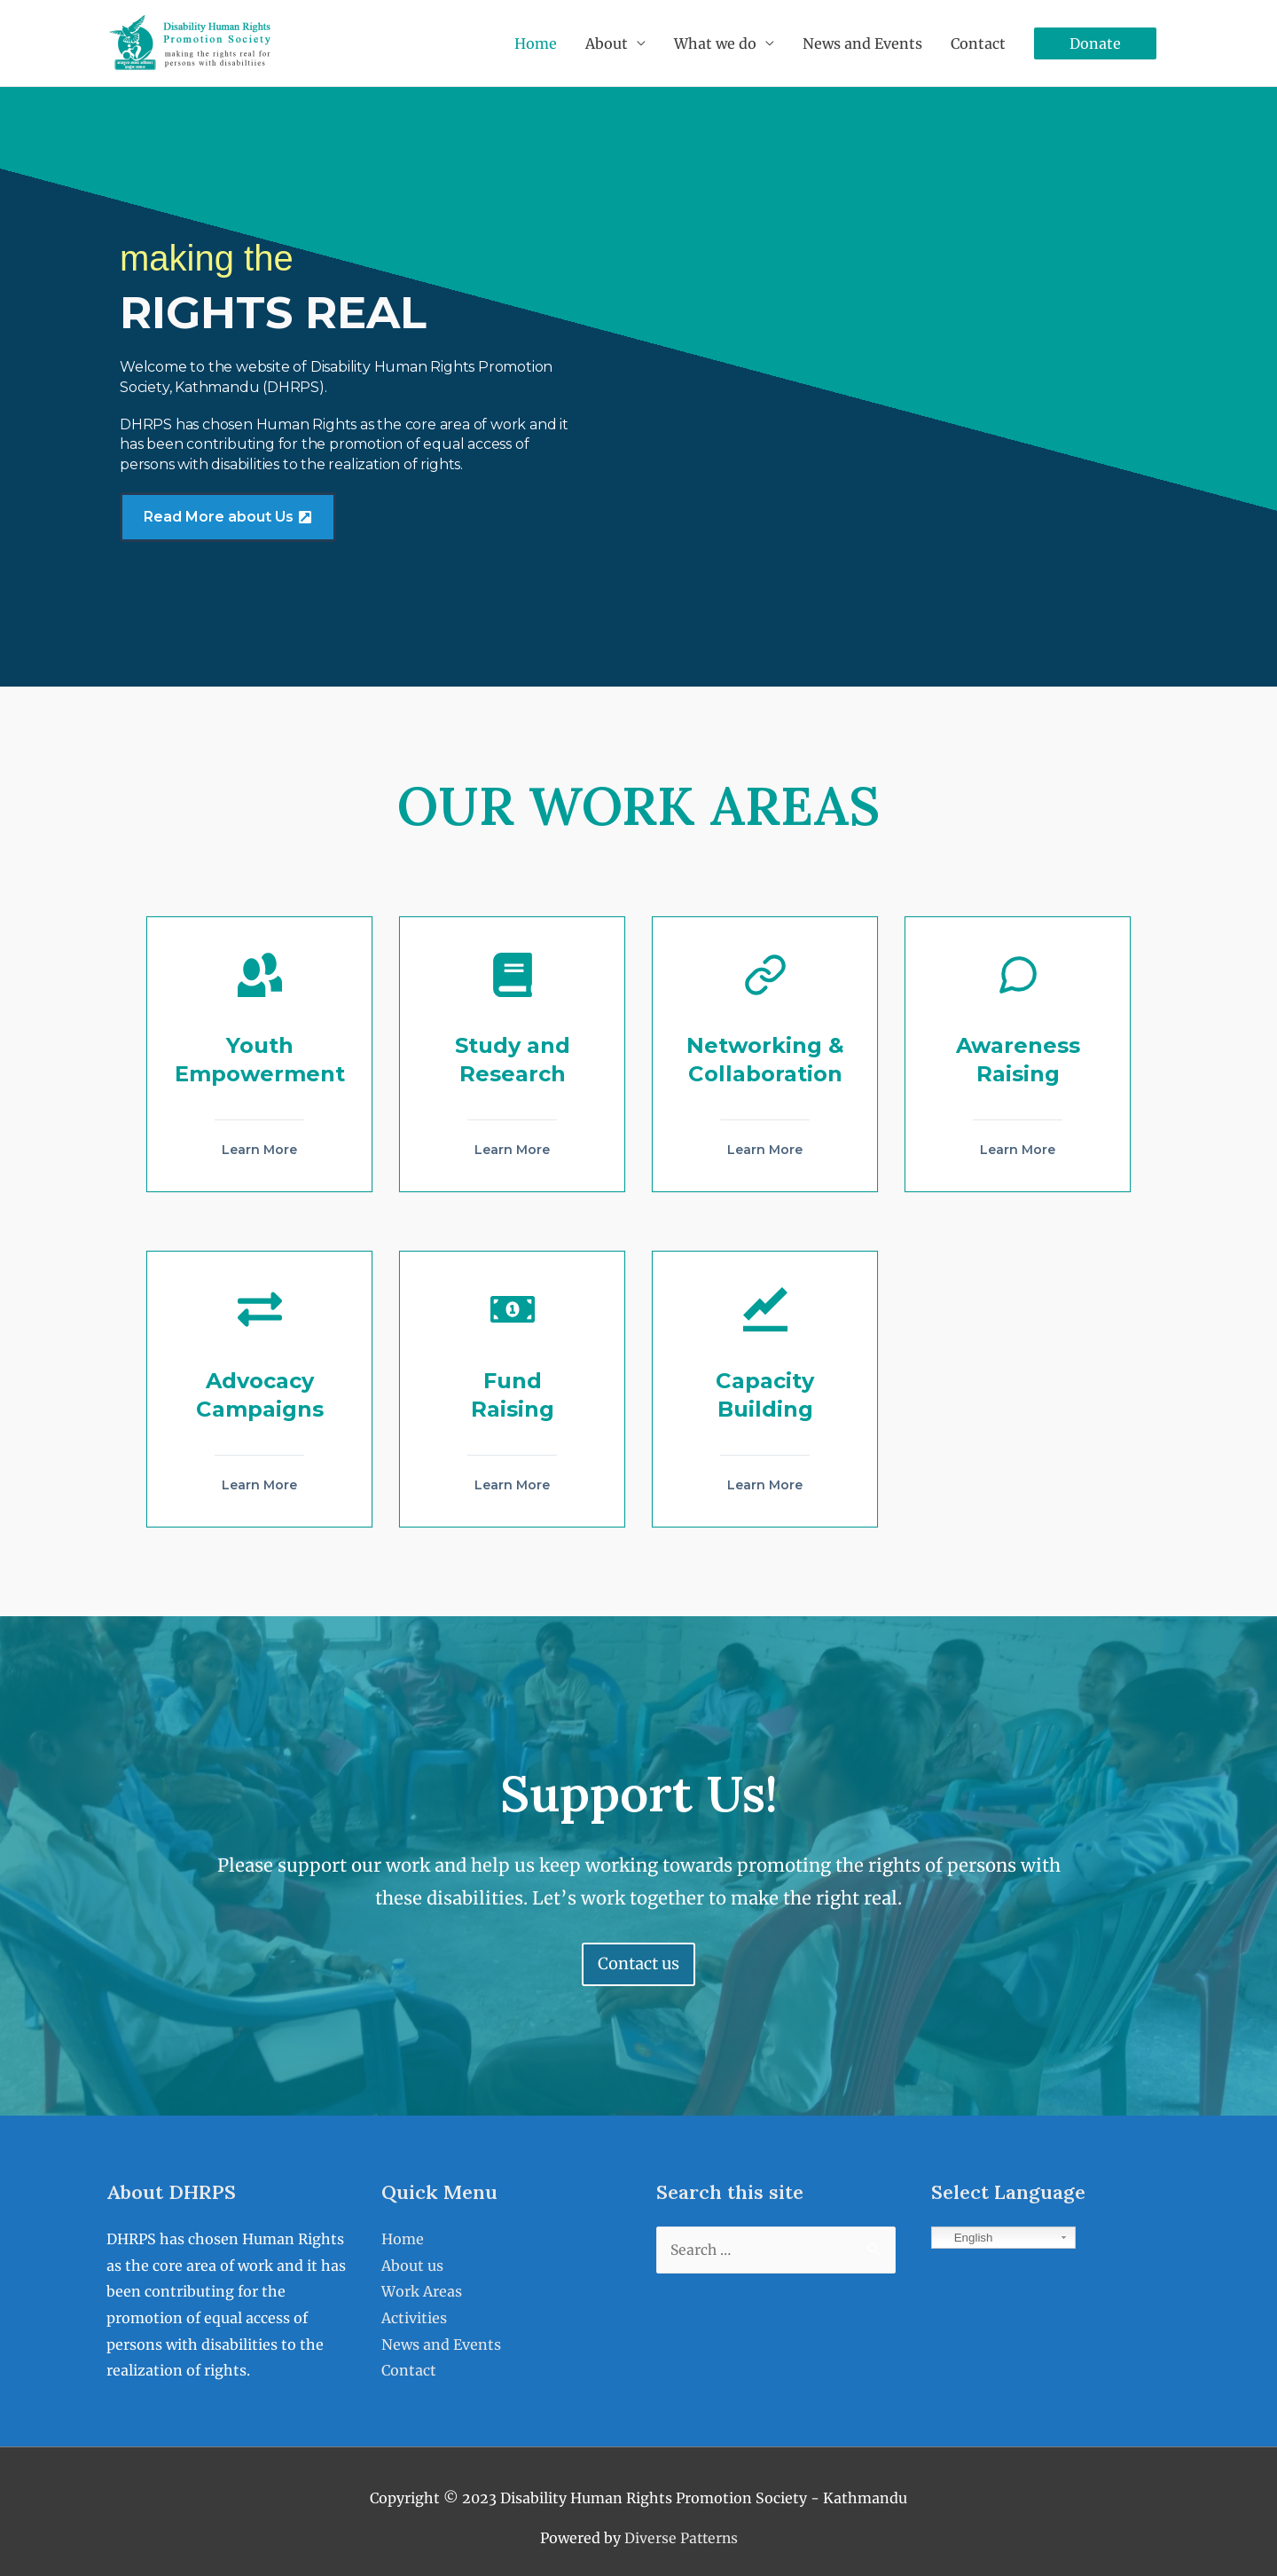 Disability Human Rights
Promotion Society
making the rights real for
persons with disabiltiies
Home
About
What we do
News and Events
Contact
Donate
making the
RIGHTS REAL
Welcome to the website of Disability Human Rights Promotion
Society, Kathmandu (DHRPS).
DHRPS has chosen Human Rights as the core area of work and it
has been contributing for the promotion of equal access of
persons with disabilities to the realization of rights.
Read More about Us
OUR WORK AREAS
Youth
Empowerment
Learn More
Study and
Research
Learn More
Networking &
Collaboration
Learn More
Awareness
Raising
Learn More
Advocacy
Campaigns
Learn More
1
Fund
Raising
Learn More
Capacity
Building
Learn More
Support Us!
Please support our work and help us keep working towards promoting the rights of persons with
these disabilities. Let’s work together to make the right real.
Contact us
About DHRPS
DHRPS has chosen Human Rights
as the core area of work and it has
been contributing for the
promotion of equal access of
persons with disabilities to the
realization of rights.
Quick Menu
Home
About us
Work Areas
Activities
News and Events
Contact
Search this site
Search ...
Select Language
English
Copyright © 2023 Disability Human Rights Promotion Society - Kathmandu
Powered by Diverse Patterns